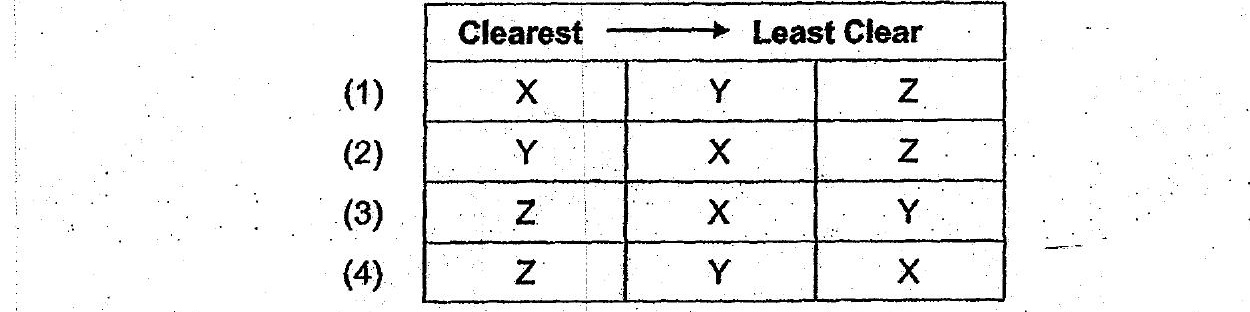 Clearest → Least Clear
(1) X Y Z
(2) Y X Z
(3) Z X Y
(4) Z Y X